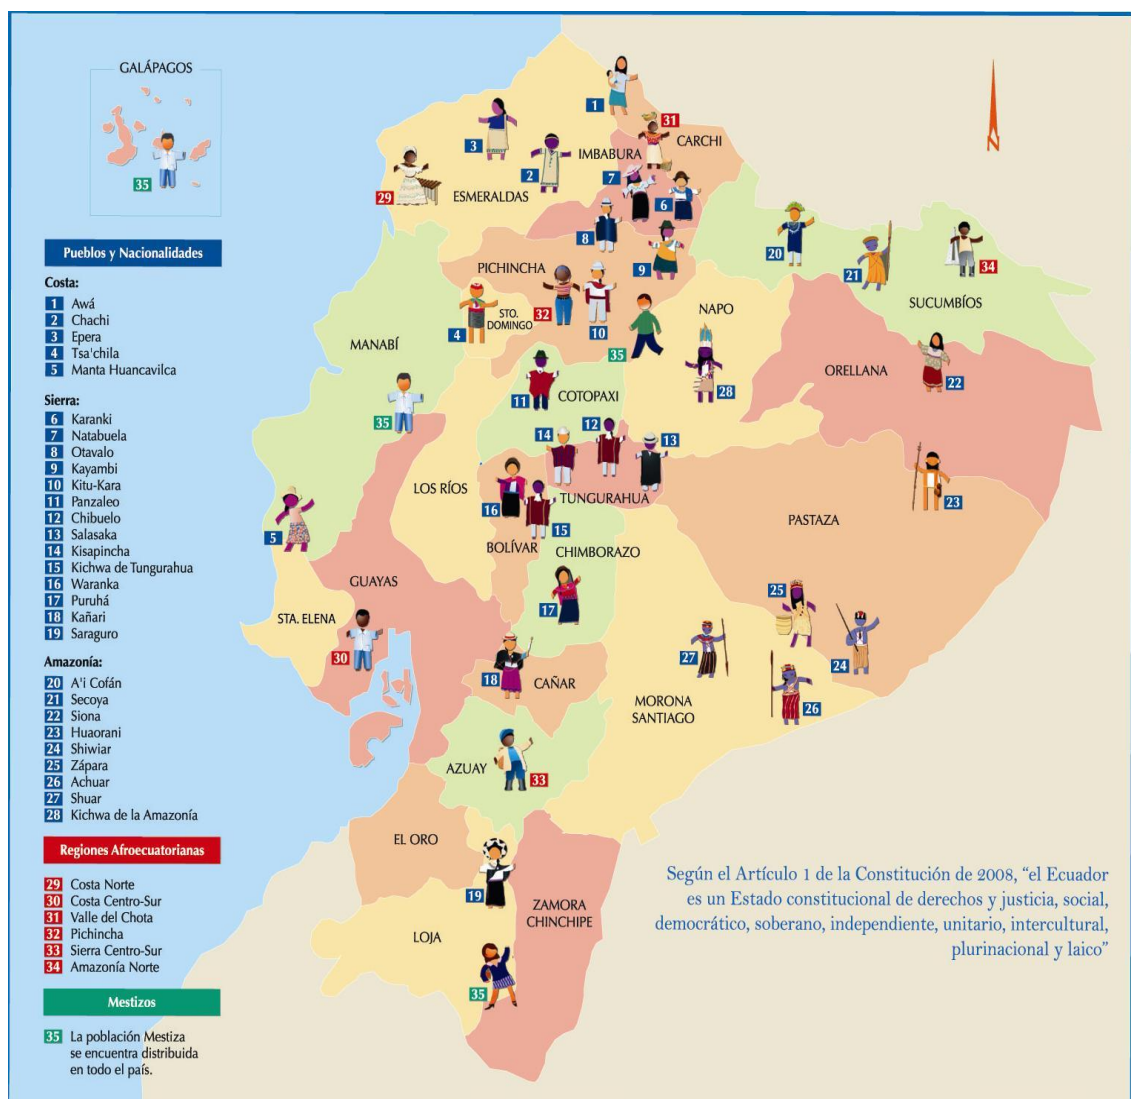 GALÁPAGOS
35
Pueblos y Nacionalidades
Costa:
1 Awá
2 Chachi
3 Epera
4 Tsa'chila
5 Manta Huancavilca
Sierra:
6 Karanki
7 Natabuela
8 Otavalo
9 Kayambi
10 Kitu-Kara
11 Panzaleo
12 Chibuelo
13 Salasaka
14 Kisapincha
15 Kichwa de Tungurahua
16 Waranka
17 Puruhá
18 Kañari
19 Saraguro
Amazonía:
20 A'i Cofán
21 Secoya
22 Siona
23 Huaorani
24 Shiwiar
25 Zápara
26 Achuar
27 Shuar
28 Kichwa de la Amazonía
Regiones Afroecuatorianas
29 Costa Norte
30 Costa Centro-Sur
31 Valle del Chota
32 Pichincha
33 Sierra Centro-Sur
34 Amazonía Norte
Mestizos
35 La población Mestiza
se encuentra distribuida
en todo el país.
N
1
31
CARCHI
3
IMBABURA
2
7
29
ESMERALDAS
6
8
20
21
34
9
SUCUMBÍOS
PICHINCHA
32
10
4
STO.
DOMINGO
NAPO
35
MANABÍ
28
ORELLANA
22
11
COTOPAXI
35
12
14
13
LOS RÍOS
TUNGURAHUA
23
16
15
PASTAZA
5
BOLÍVAR
CHIMBORAZO
GUAYAS
17
25
STA. ELENA
30
27
24
18
CAÑAR
MORONA
SANTIAGO
26
AZUAY
33
EL ORO
19
ZAMORA
CHINCHIPE
LOJA
35
Según el Artículo 1 de la Constitución de 2008, “el Ecuador
es un Estado constitucional de derechos y justicia, social,
democrático, soberano, independiente, unitario, intercultural,
plurinacional y laico”